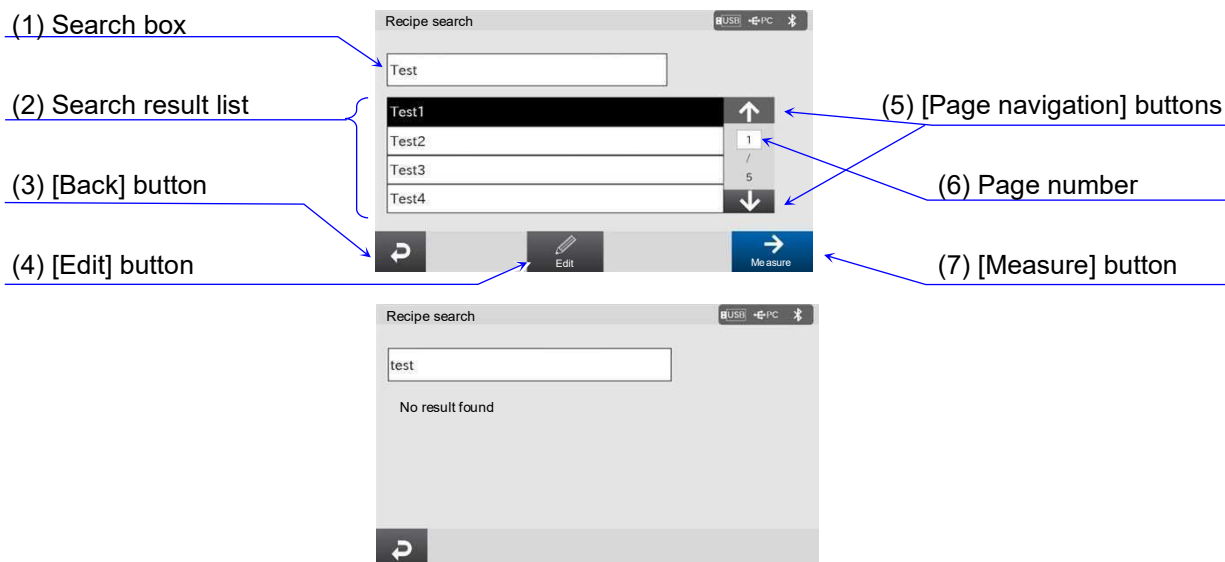 (1) Search box
(2) Search result list
(3) [Back] button
(4) [Edit] button
Recipe search
USB PC
Test
Test1
Test2
Test3
Test4
1
/
5
Edit
Measure
(5) [Page navigation] buttons
(6) Page number
(7) [Measure] button
Recipe search
USB PC
test
No result found